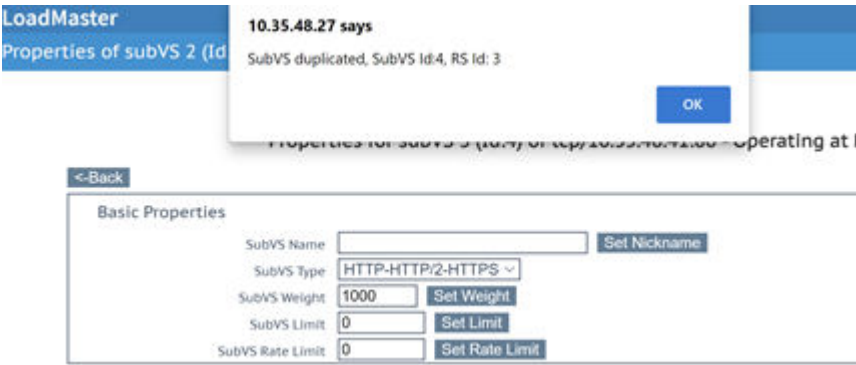 LoadMaster
Properties of subVS 2 (Id
10.35.48.27 says
SubVS duplicated, SubVS Id:4, RS Id: 3
OK
Operating at
<-Back
Basic Properties
SubVS Name
Set Nickname
SubVS Type HTTP-HTTP/2-HTTPS
SubVS Weight 1000 Set Weight
SubVS Limit 0 Set Limit
SubVS Rate Limit 0 Set Rate Limit